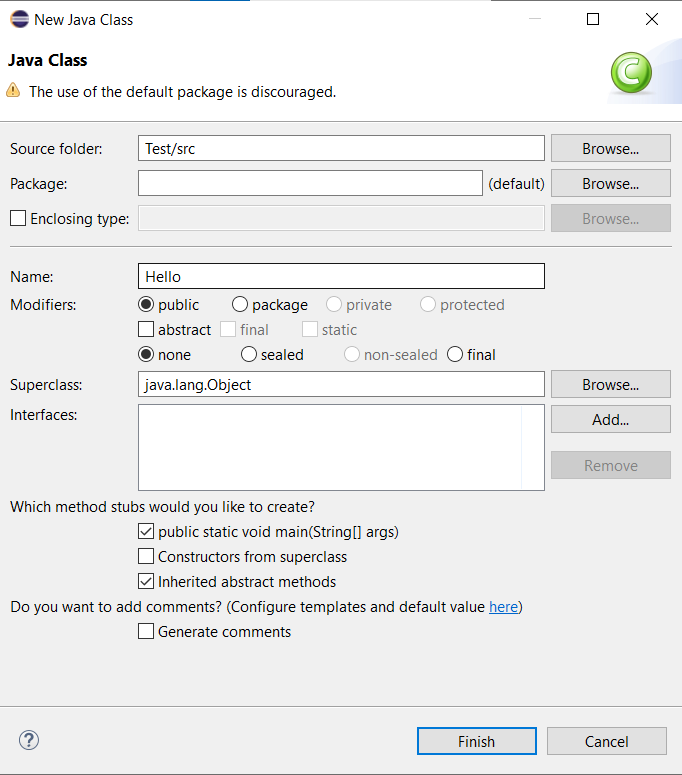 New Java Class
Java Class
The use of the default package is discouraged.
C
Source folder: Test/src Browse...
Package: (default) Browse...
Enclosing type: Browse...
Name: Hello
Modifiers: public package private protected
abstract final static
none sealed non-sealed final
Superclass: java.lang.Object Browse...
Interfaces: Add...
Remove
Which method stubs would you like to create?
public static void main(String[] args)
Constructors from superclass
Inherited abstract methods
Do you want to add comments? (Configure templates and default value here)
Generate comments
? Finish Cancel